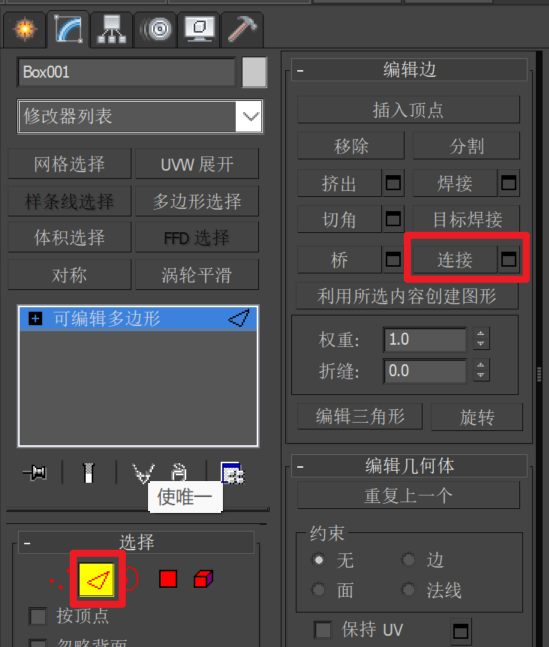 Box001
修改器列表
网格选择 UVW 展开
样条线选择 多边形选择
体积选择 FFD 选择
对称 涡轮平滑
可编辑多边形
使唯一
- 选择
按顶点
忽略背面
- 编辑边
插入顶点
移除 分割
挤出 焊接
切角 目标焊接
桥 连接
利用所选内容创建图形
权重: 1.0
折缝: 0.0
编辑三角形 旋转
- 编辑几何体
重复上一个
约束
无 边
面 法线
保持 UV